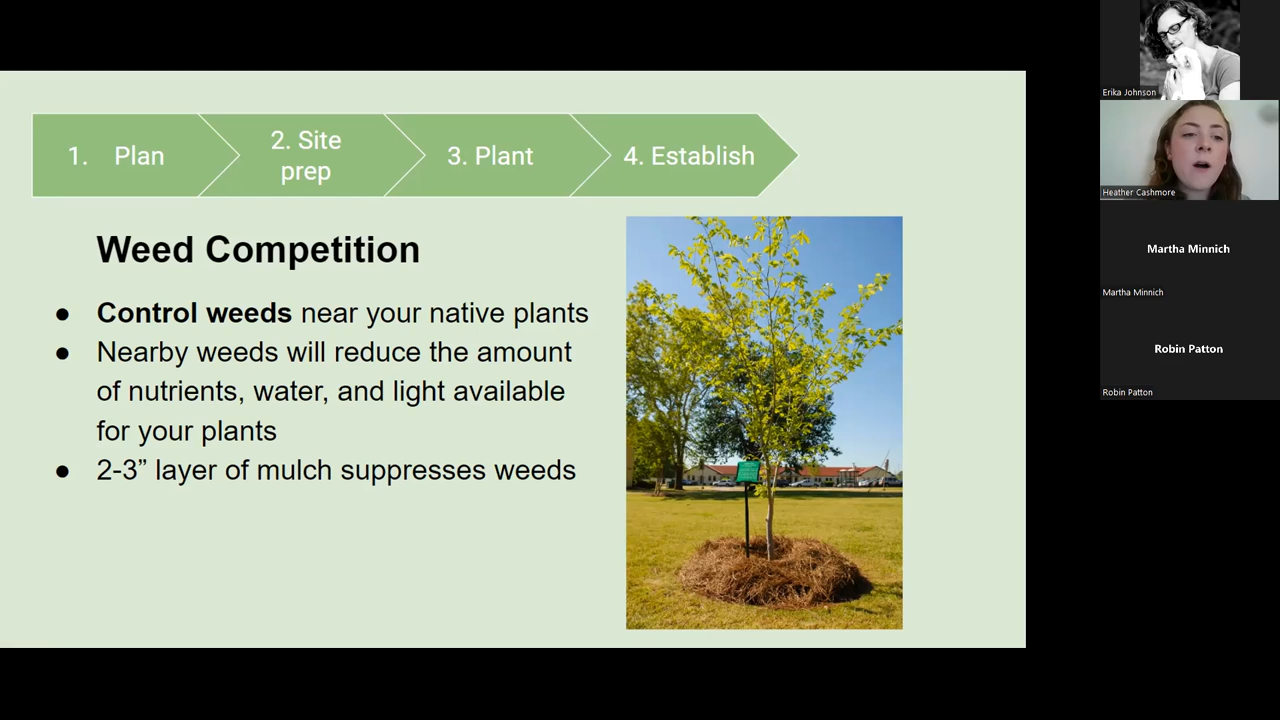 1. Plan
2. Site
prep
3. Plant
4. Establish
Weed Competition
● Control weeds near your native plants
● Nearby weeds will reduce the amount
of nutrients, water, and light available
for your plants
● 2-3” layer of mulch suppresses weeds
Erika Johnson
Heather Cashmore
Martha Minnich
Martha Minnich
Robin Patton
Robin Patton